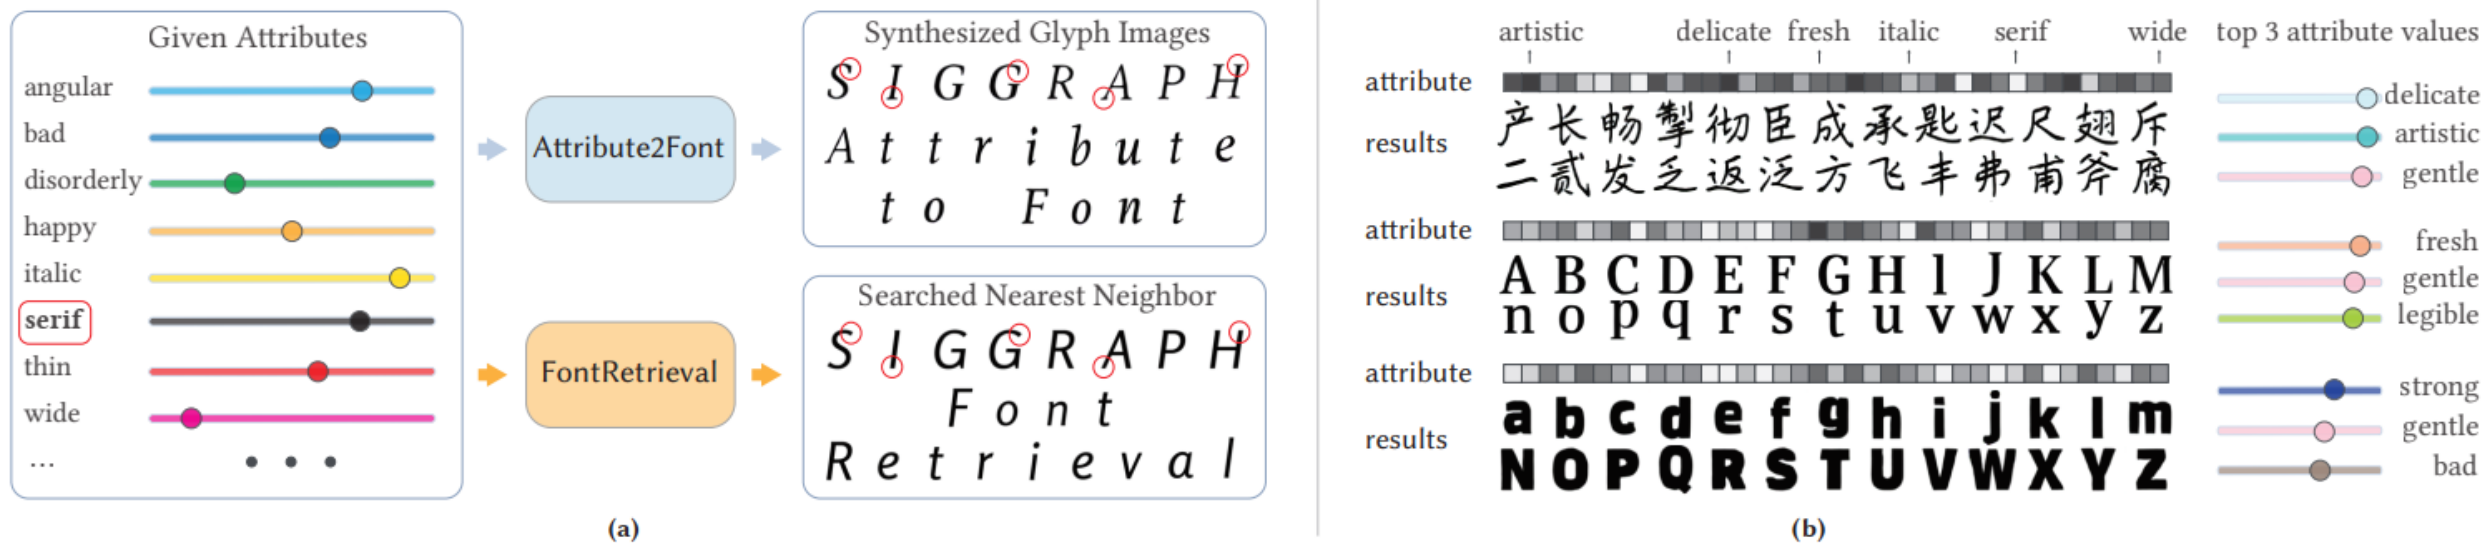 Given Attributes
angular
bad
disorderly
happy
italic
serif
thin
wide
...
Attribute2Font
FontRetrieval
Synthesized Glyph Images
S I G G R A P H
A t t r i b u t e
t o F o n t
Searched Nearest Neighbor
S I G G R A P H
F o n t
R e t r i e v a l
(a)
artistic delicate fresh italic serif wide top 3 attribute values
attribute
results
产长畅掣彻臣成承匙迟尺翅斥
二贰发乏返泛方飞丰弗甫斧腐
delicate
artistic
gentle
attribute
results
A B C D E F G H l J K L M
n o p q r s t u v w x y z
fresh
gentle
legible
attribute
results
a b c d e f g h i j k l m
N O P Q R S T U V W X Y Z
strong
gentle
bad
(b)